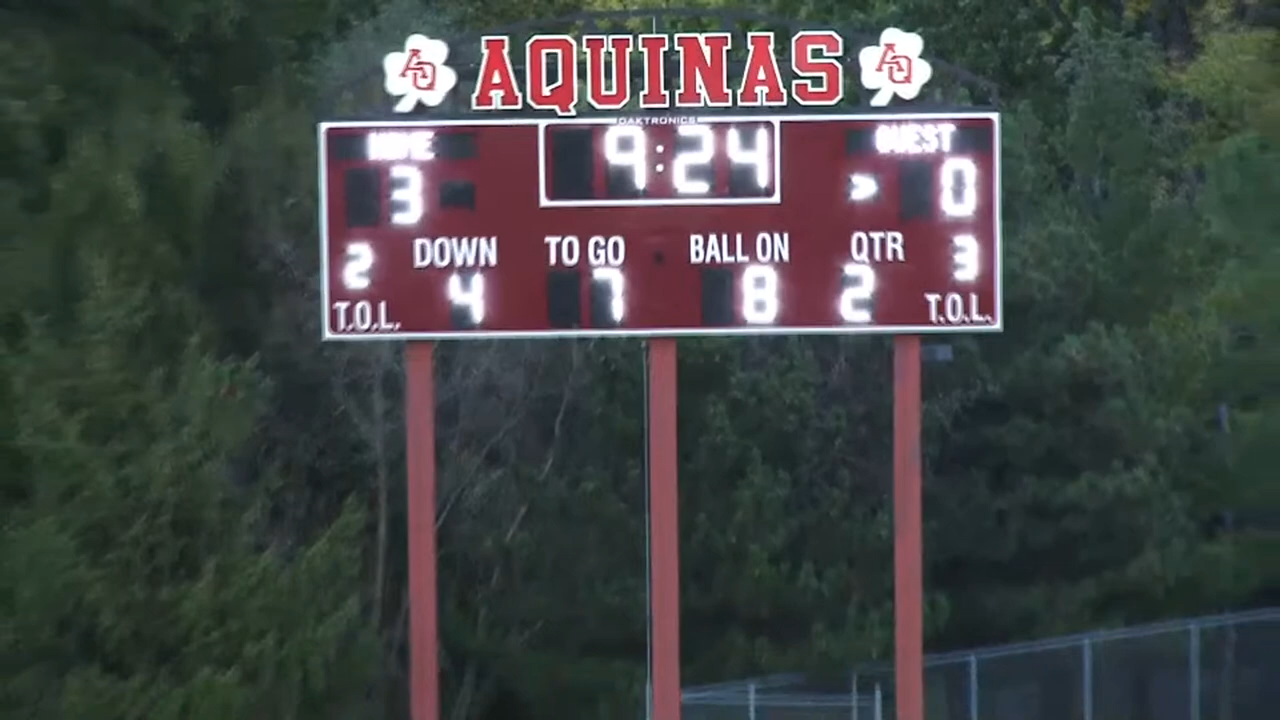 AQ AQUINAS AQ
DAKTRONICS
HOME 9:24 GUEST
3 > 0
2 DOWN TO GO BALL ON QTR 3
T.O.L. 4 7 8 2 T.O.L.